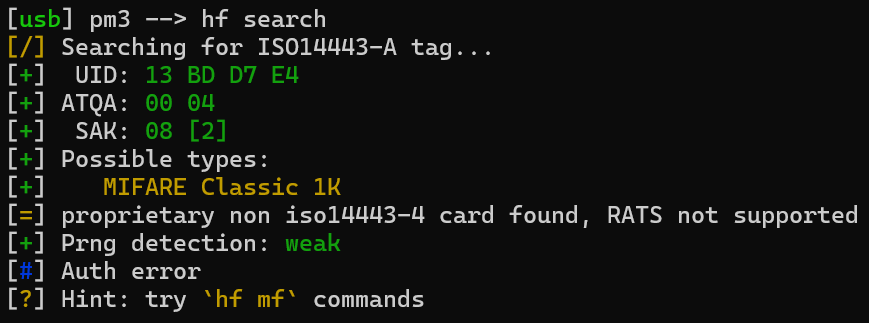 [usb] pm3 --> hf search
[/] Searching for ISO14443-A tag...
[+]  UID: 13 BD D7 E4
[+] ATQA: 00 04
[+]  SAK: 08 [2]
[+] Possible types:
[+]    MIFARE Classic 1K
[=] proprietary non iso14443-4 card found, RATS not supported
[+] Prng detection: weak
[#] Auth error
[?] Hint: try `hf mf` commands